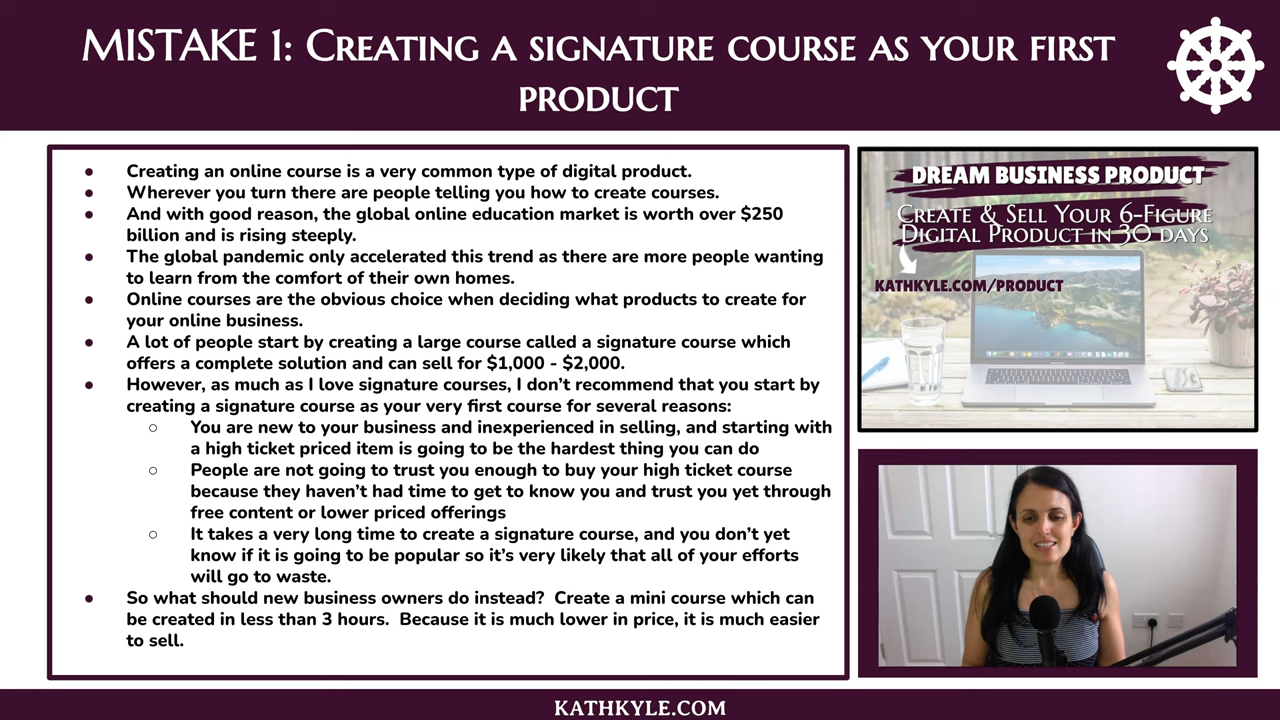 MISTAKE 1: CREATING A SIGNATURE COURSE AS YOUR FIRST
PRODUCT
● Creating an online course is a very common type of digital product.
● Wherever you turn there are people telling you how to create courses.
● And with good reason, the global online education market is worth over $250
billion and is rising steeply.
● The global pandemic only accelerated this trend as there are more people wanting
to learn from the comfort of their own homes.
● Online courses are the obvious choice when deciding what products to create for
your online business.
● A lot of people start by creating a large course called a signature course which
offers a complete solution and can sell for $1,000 - $2,000.
● However, as much as I love signature courses, I don’t recommend that you start by
creating a signature course as your very first course for several reasons:
○ You are new to your business and inexperienced in selling, and starting with
a high ticket priced item is going to be the hardest thing you can do
○ People are not going to trust you enough to buy your high ticket course
because they haven’t had time to get to know you and trust you yet through
free content or lower priced offerings
○ It takes a very long time to create a signature course, and you don’t yet
know if it is going to be popular so it’s very likely that all of your efforts
will go to waste.
● So what should new business owners do instead?  Create a mini course which can
be created in less than 3 hours.  Because it is much lower in price, it is much easier
to sell.
DREAM BUSINESS PRODUCT
CREATE & SELL YOUR 6-FIGURE
DIGITAL PRODUCT IN 30 DAYS
KATHKYLE.COM/PRODUCT
KATHKYLE.COM